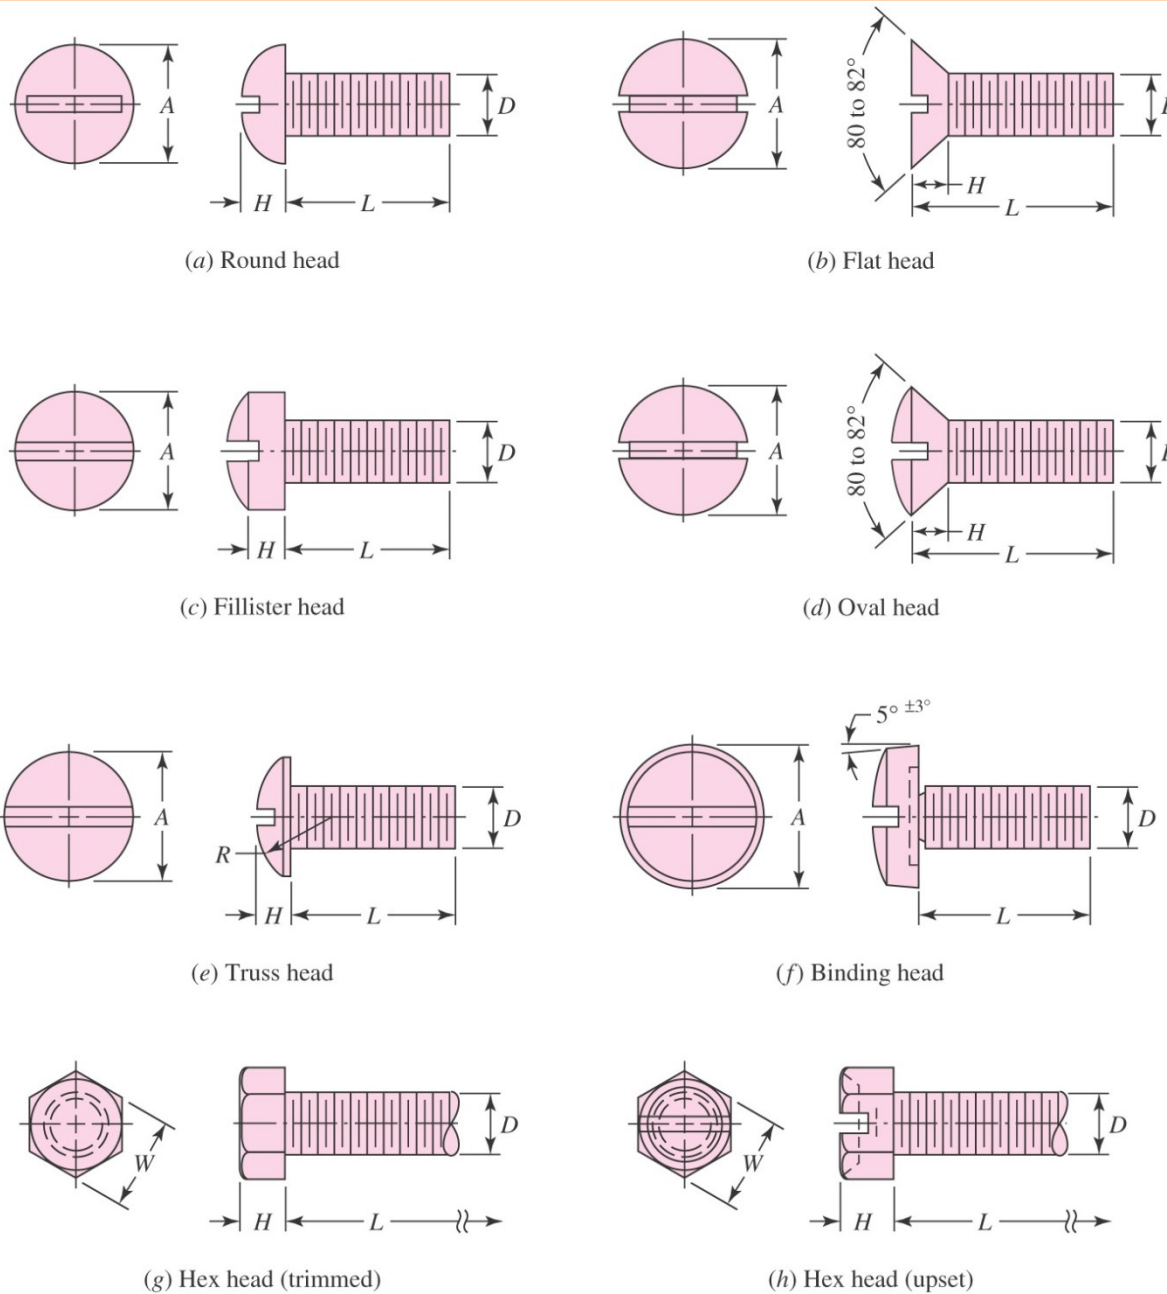 A
H
L
D
(a) Round head
80 to 82°
A
H
L
(b) Flat head
A
H
L
D
(c) Fillister head
80 to 82°
A
H
L
(d) Oval head
A
R
H
L
D
(e) Truss head
5° ±3°
A
L
D
(f) Binding head
W
H
L
D
(g) Hex head (trimmed)
W
H
L
D
(h) Hex head (upset)